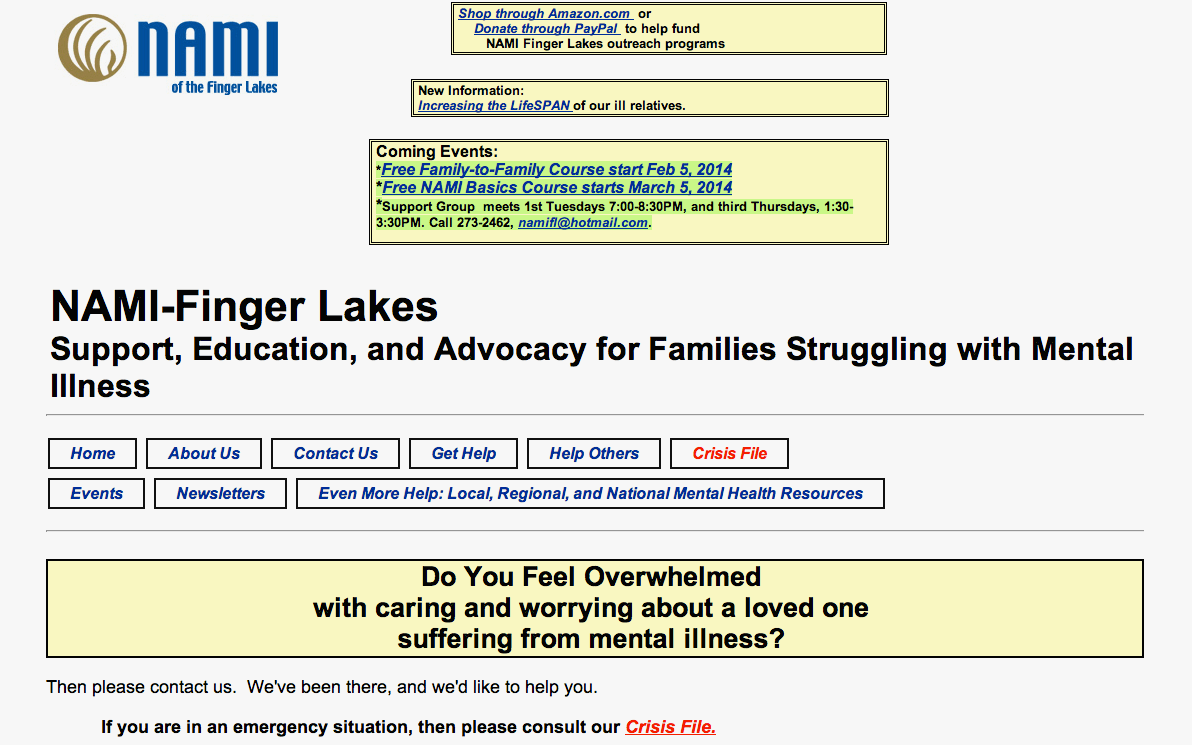 nAMI
of the Finger Lakes
Shop through Amazon.com or
Donate through PayPal to help fund
NAMI Finger Lakes outreach programs
New Information:
Increasing the LifeSPAN of our ill relatives.
Coming Events:
*Free Family-to-Family Course start Feb 5, 2014
*Free NAMI Basics Course starts March 5, 2014
*Support Group meets 1st Tuesdays 7:00-8:30PM, and third Thursdays, 1:30-
3:30PM. Call 273-2462, namifl@hotmail.com.
NAMI-Finger Lakes
Support, Education, and Advocacy for Families Struggling with Mental
Illness
Home About Us Contact Us Get Help Help Others Crisis File
Events Newsletters Even More Help: Local, Regional, and National Mental Health Resources
Do You Feel Overwhelmed
with caring and worrying about a loved one
suffering from mental illness?
Then please contact us. We've been there, and we'd like to help you.
If you are in an emergency situation, then please consult our Crisis File.